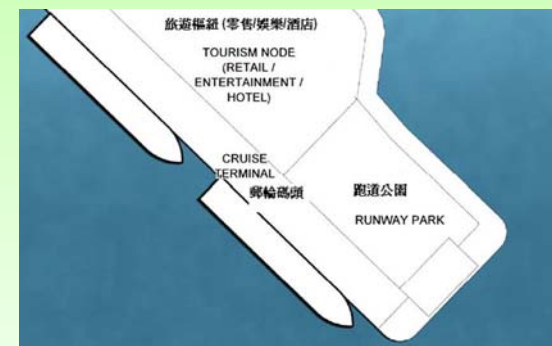 旅遊樞紐 (零售/娛樂/酒店)
TOURISM NODE
(RETAIL /
ENTERTAINMENT /
HOTEL)
CRUISE
TERMINAL
郵輪碼頭
跑道公園
RUNWAY PARK